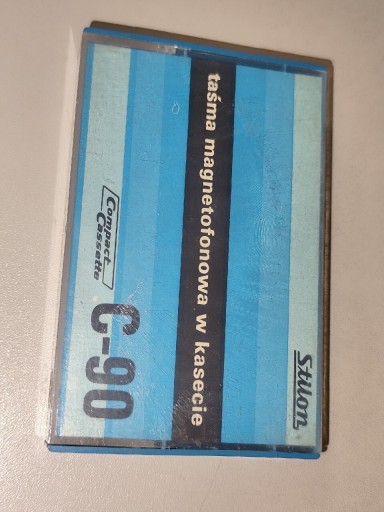 Stilon
taśma magnetofonowa w kasecie
Compact
Cassette
C-90